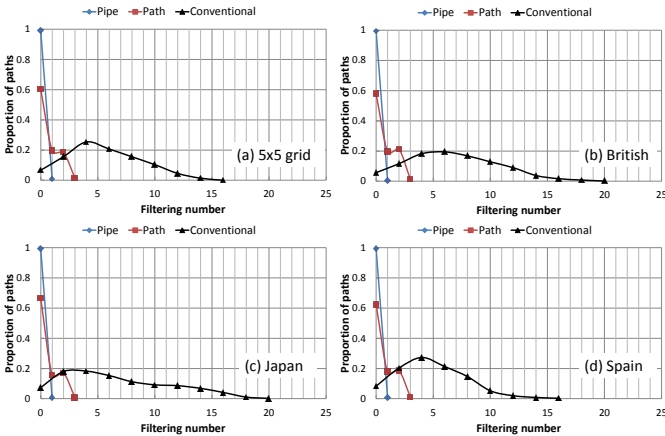 Pipe Path Conventional
Proportion of paths
1
0.8
0.6
0.4
0.2
0
(a) 5x5 grid
0 5 10 15 20 25
Filtering number
Pipe Path Conventional
Proportion of paths
1
0.8
0.6
0.4
0.2
0
(b) British
0 5 10 15 20 25
Filtering number
Pipe Path Conventional
Proportion of paths
1
0.8
0.6
0.4
0.2
0
(c) Japan
0 5 10 15 20 25
Filtering number
Pipe Path Conventional
Proportion of paths
1
0.8
0.6
0.4
0.2
0
(d) Spain
0 5 10 15 20 25
Filtering number